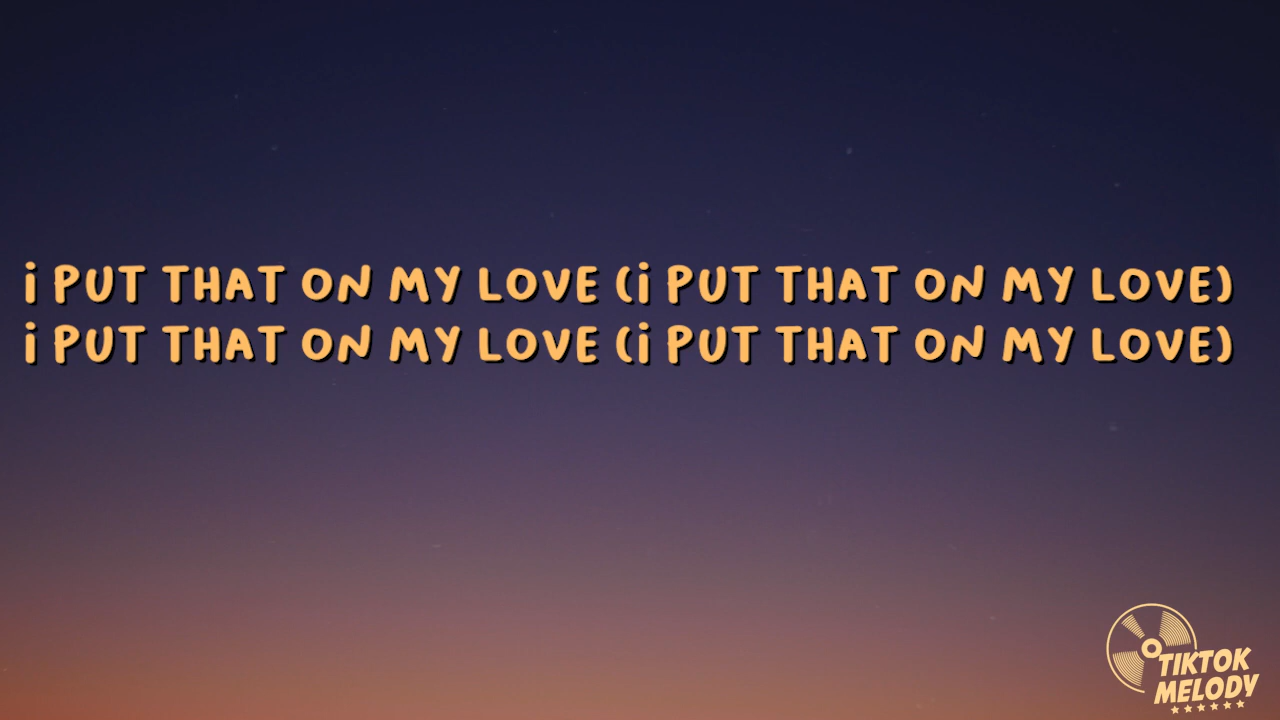 i PUT THAT ON MY LOVE (i PUT THAT ON MY LOVE)
i PUT THAT ON MY LOVE (i PUT THAT ON MY LOVE)
TIKTOK
MELODY